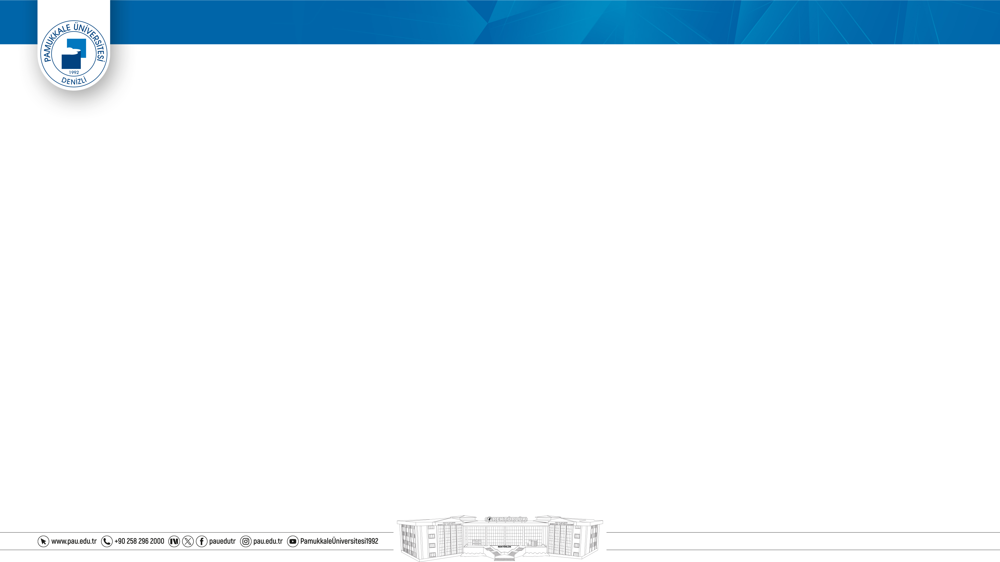 PAMUKKALE ÜNİVERSİTESİ
1992
DENİZLİ
REKTÖRLÜK
REKTÖRLÜK
www.pau.edu.tr +90 258 296 2000 pauedutr pau.edu.tr PamukkaleÜniversitesi1992